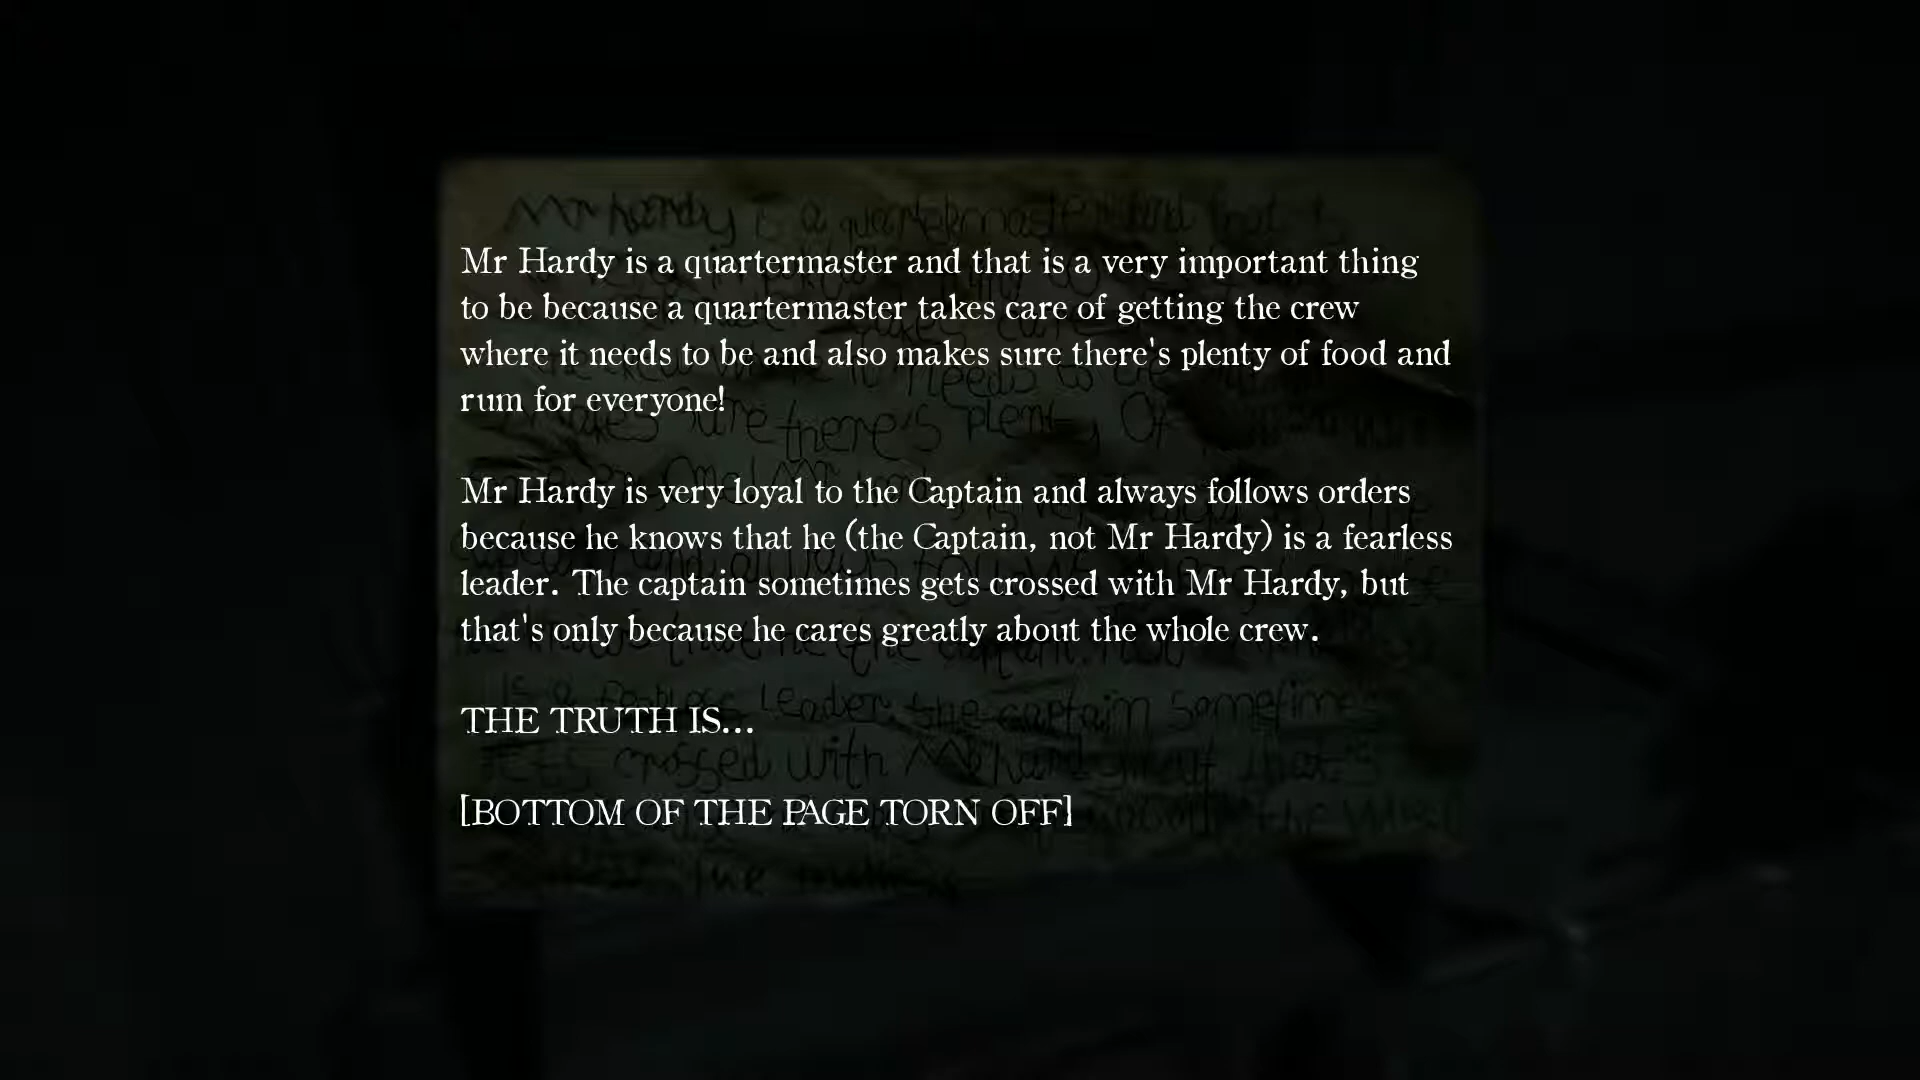 Mr Hardy is a quartermaster and that is a very important thing
to be because a quartermaster takes care of getting the crew
where it needs to be and also makes sure there's plenty of food and
rum for everyone!
Mr Hardy is very loyal to the Captain and always follows orders
because he knows that he (the Captain, not Mr Hardy) is a fearless
leader. The captain sometimes gets crossed with Mr Hardy, but
that's only because he cares greatly about the whole crew.
THE TRUTH IS...
[BOTTOM OF THE PAGE TORN OFF]